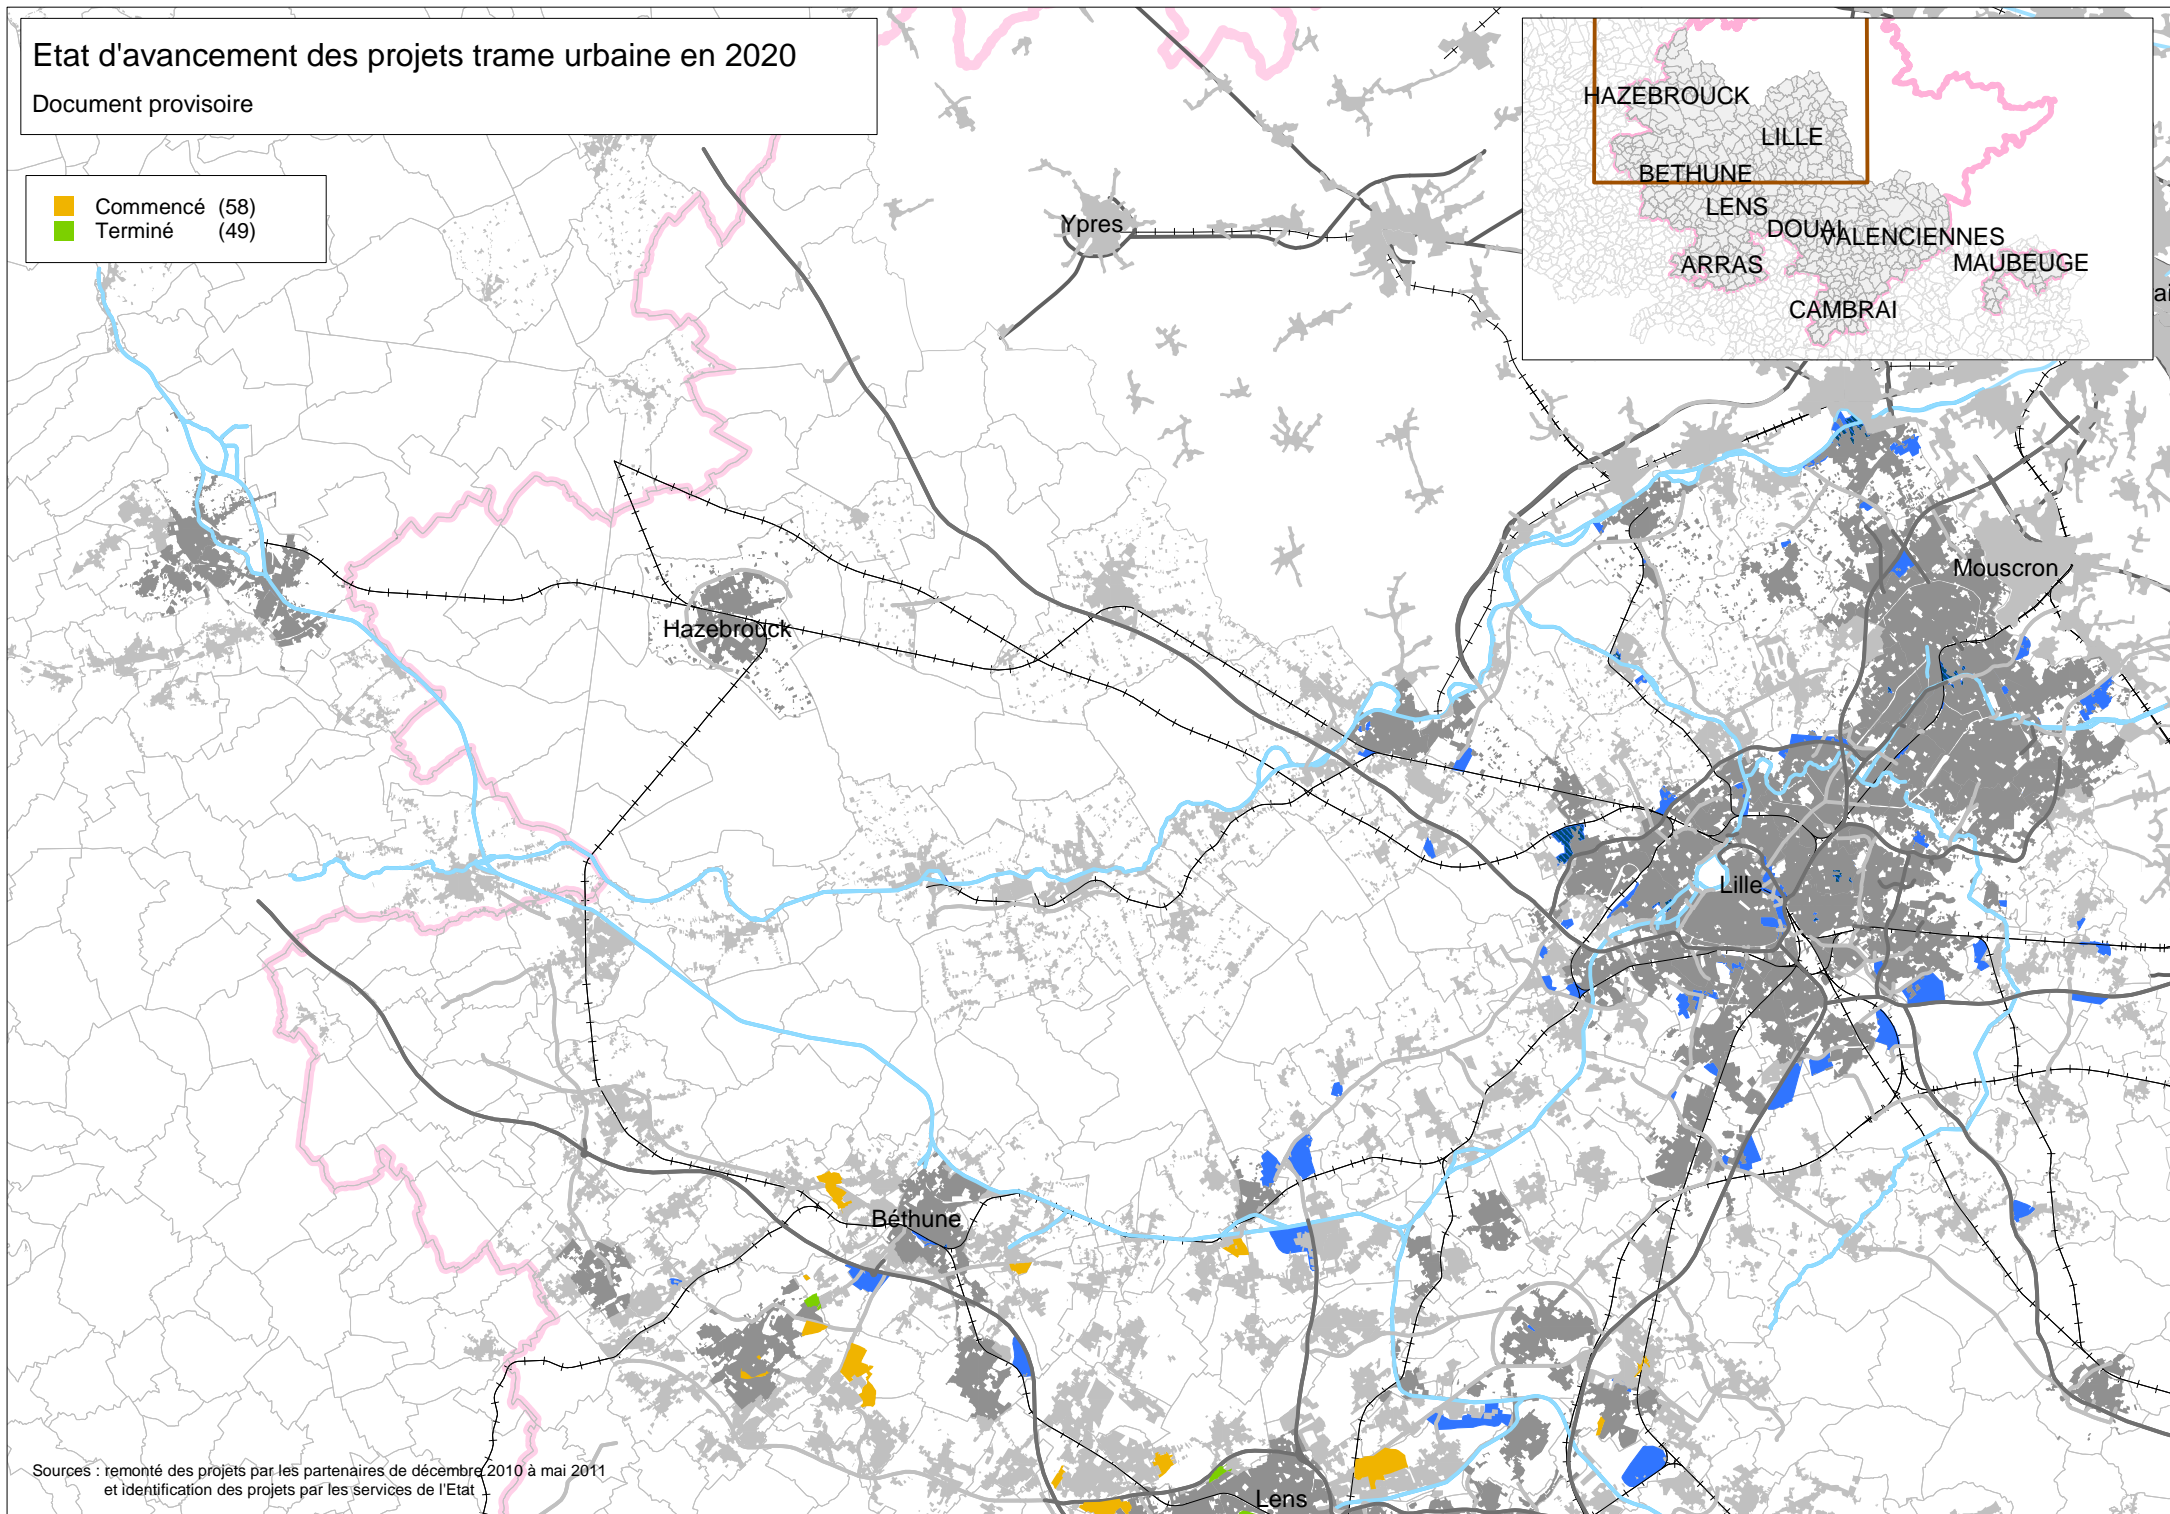 Etat d'avancement des projets trame urbaine en 2020
Document provisoire
Commencé (58)
Terminé (49)
HAZEBROUCK
LILLE
BETHUNE
LENS
DOUAI
VALENCIENNES
ARRAS
MAUBEUGE
CAMBRAI
Ypres
Mouscron
Hazebrouck
Lille
Béthune
Lens
Sources : remonté des projets par les partenaires de décembre 2010 à mai 2011
et identification des projets par les services de l'Etat